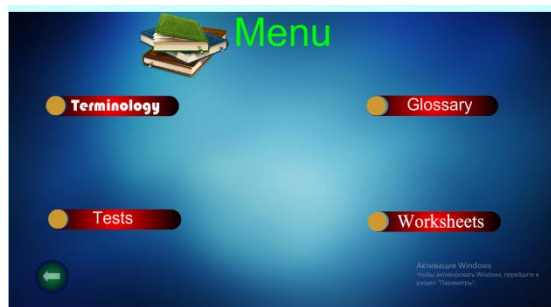 Menu
Terminology
Glossary
Tests
Worksheets
Активация Windows
Чтобы активировать Windows, перейдите в
раздел "Параметры".